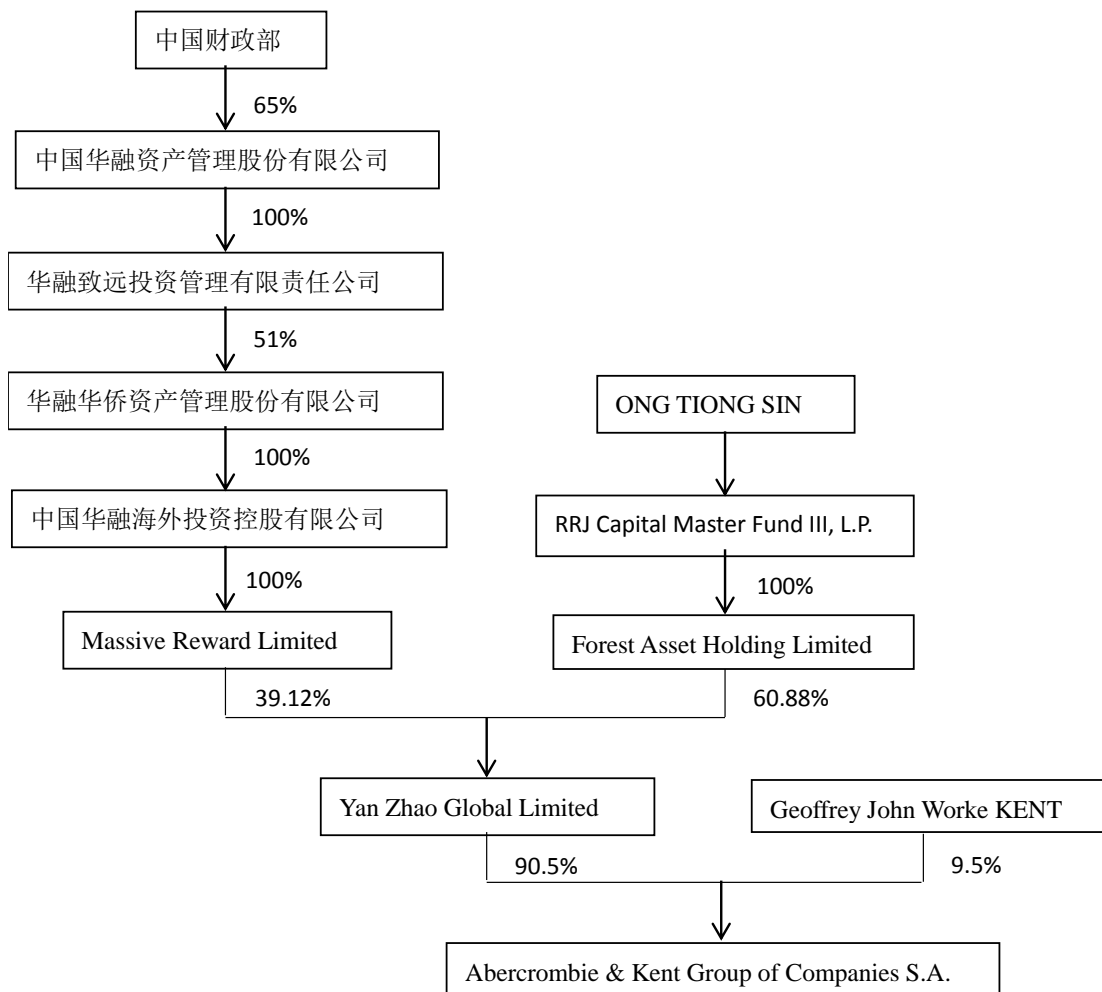 中国财政部
65%
中国华融资产管理股份有限公司
100%
华融致远投资管理有限责任公司
51%
华融华侨资产管理股份有限公司
ONG TIONG SIN
100%
中国华融海外投资控股有限公司
RRJ Capital Master Fund III, L.P.
100%
100%
Massive Reward Limited
Forest Asset Holding Limited
39.12%
60.88%
Yan Zhao Global Limited
Geoffrey John Worke KENT
90.5%
9.5%
Abercrombie & Kent Group of Companies S.A.